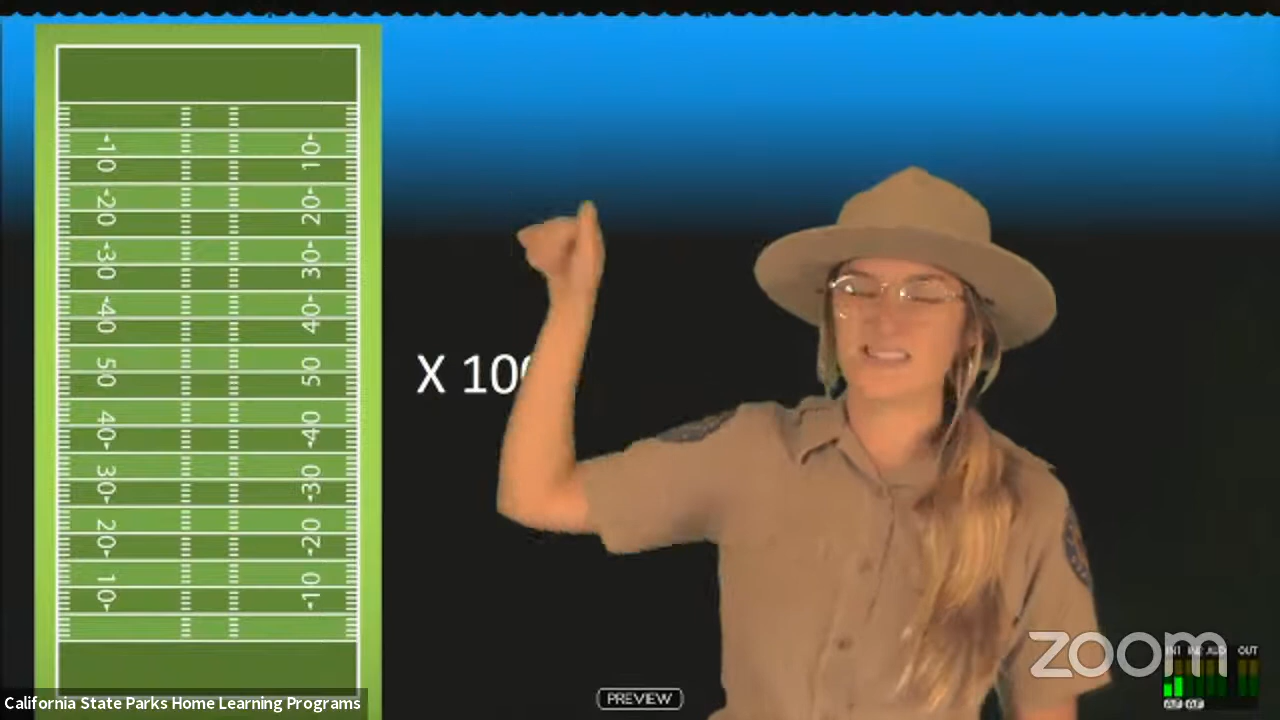 10 10
20 20
30 30
40 40
50 50
40 40
30 30
20 20
10 10
X 10
zoom
OUT
PREVIEW
California State Parks Home Learning Programs